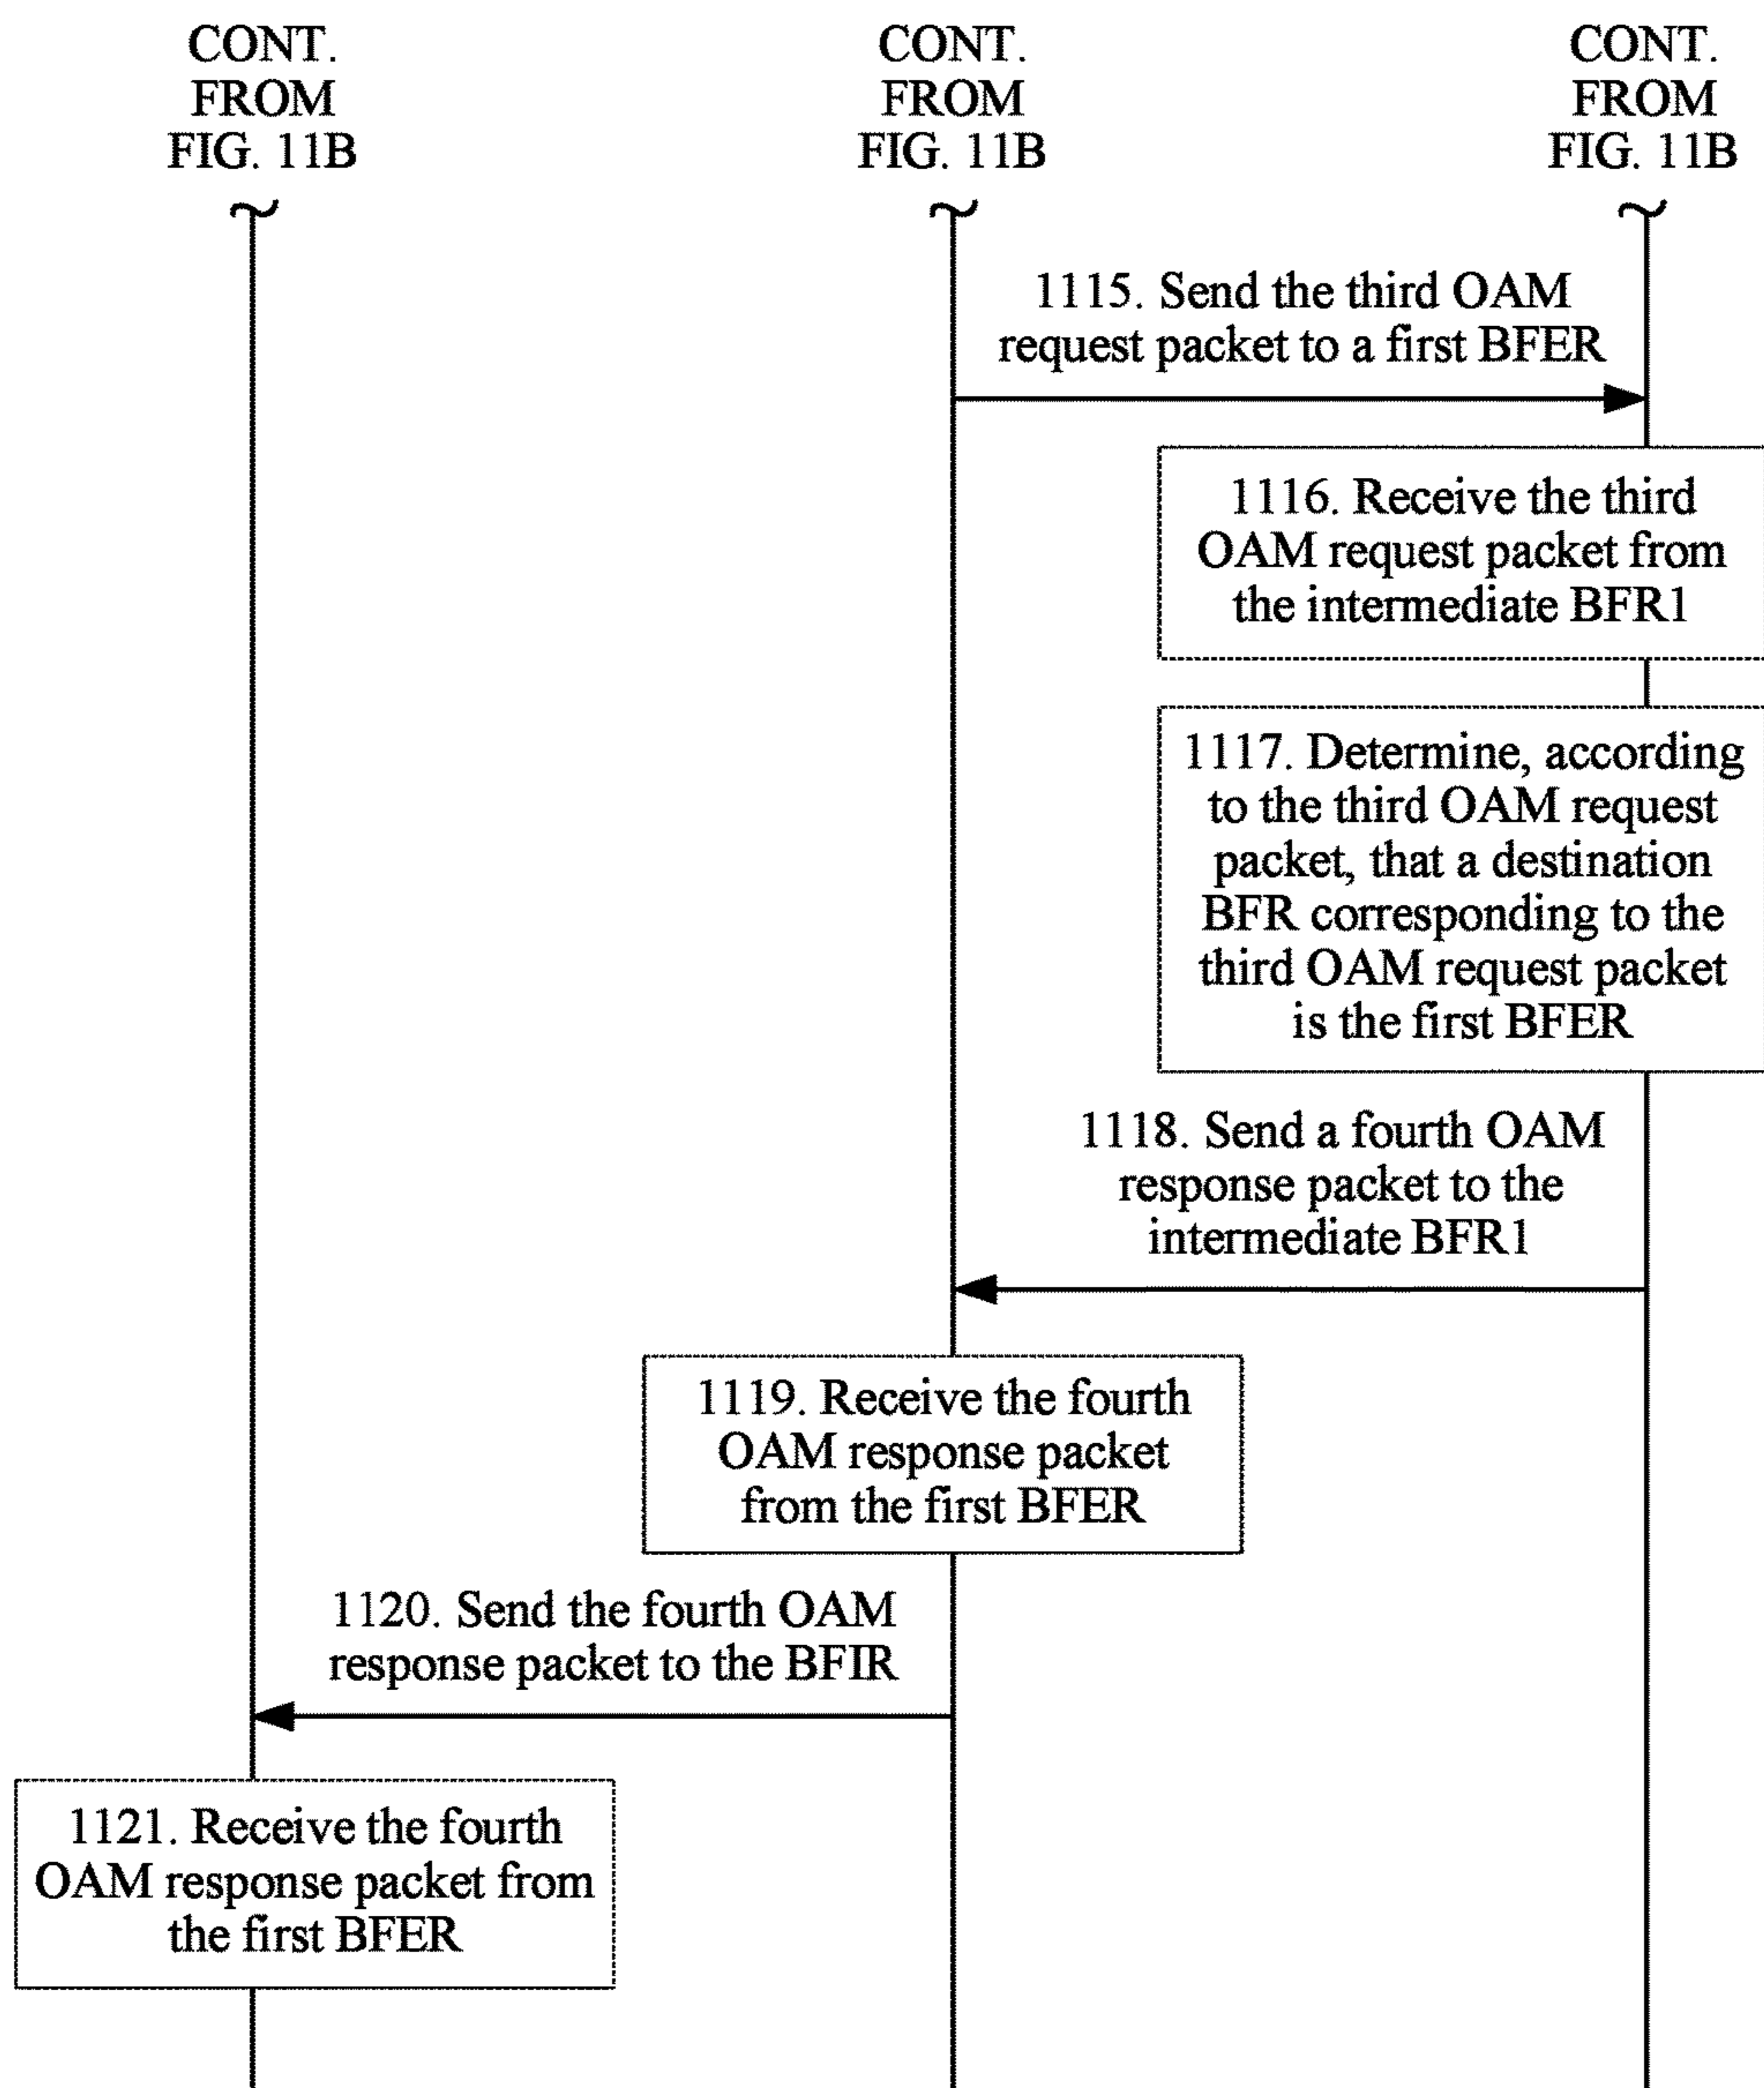 CONT.
FROM
FIG. 11B
CONT.
FROM
FIG. 11B
CONT.
FROM
FIG. 11B
1115. Send the third OAM
request packet to a first BFER
1116. Receive the third
OAM request packet from
the intermediate BFR1
1117. Determine, according
to the third OAM request
packet, that a destination
BFR corresponding to the
third OAM request packet
is the first BFER
1118. Send a fourth OAM
response packet to the
intermediate BFR1
1119. Receive the fourth
OAM response packet
from the first BFER
1120. Send the fourth OAM
response packet to the BFIR
1121. Receive the fourth
OAM response packet from
the first BFER